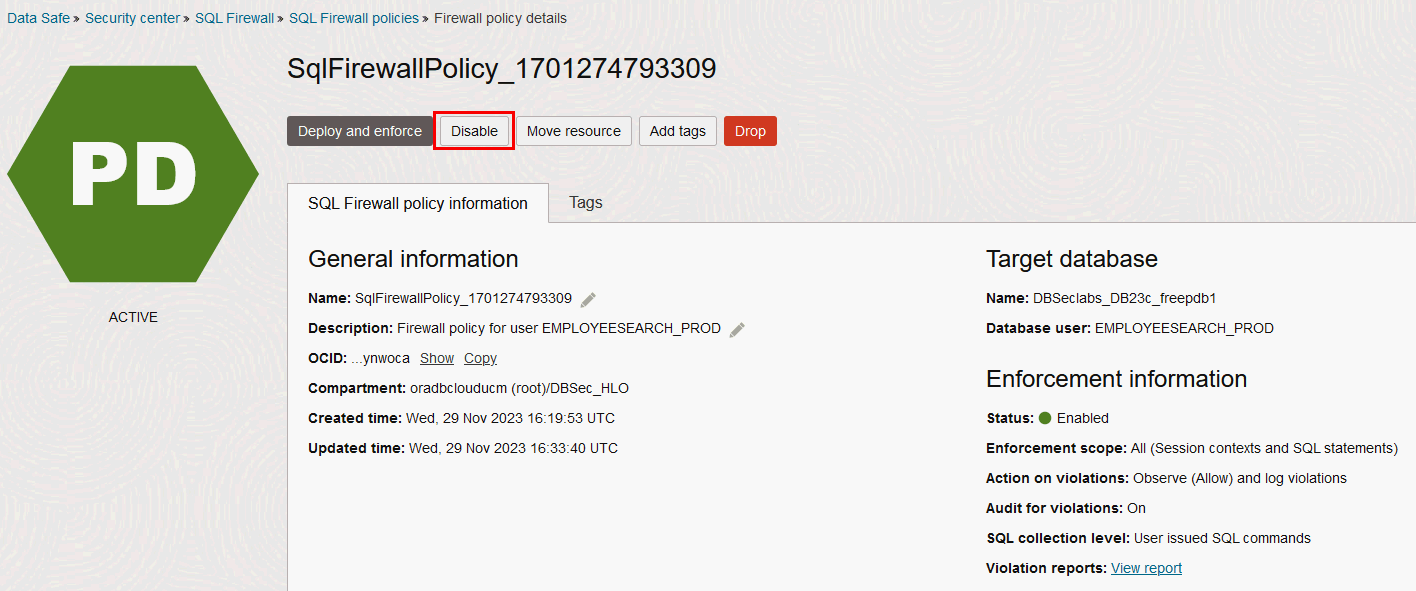 Data Safe » Security center » SQL Firewall » SQL Firewall policies » Firewall policy details
PD
ACTIVE
SqlFirewallPolicy_1701274793309
Deploy and enforce Disable Move resource Add tags Drop
SQL Firewall policy information Tags
General information
Name: SqlFirewallPolicy_1701274793309
Description: Firewall policy for user EMPLOYEESEARCH_PROD
OCID: ...ynwoca Show Copy
Compartment: oradbclouducm (root)/DBSec_HLO
Created time: Wed, 29 Nov 2023 16:19:53 UTC
Updated time: Wed, 29 Nov 2023 16:33:40 UTC
Target database
Name: DBSeclabs_DB23c_freepdb1
Database user: EMPLOYEESEARCH_PROD
Enforcement information
Status: Enabled
Enforcement scope: All (Session contexts and SQL statements)
Action on violations: Observe (Allow) and log violations
Audit for violations: On
SQL collection level: User issued SQL commands
Violation reports: View report